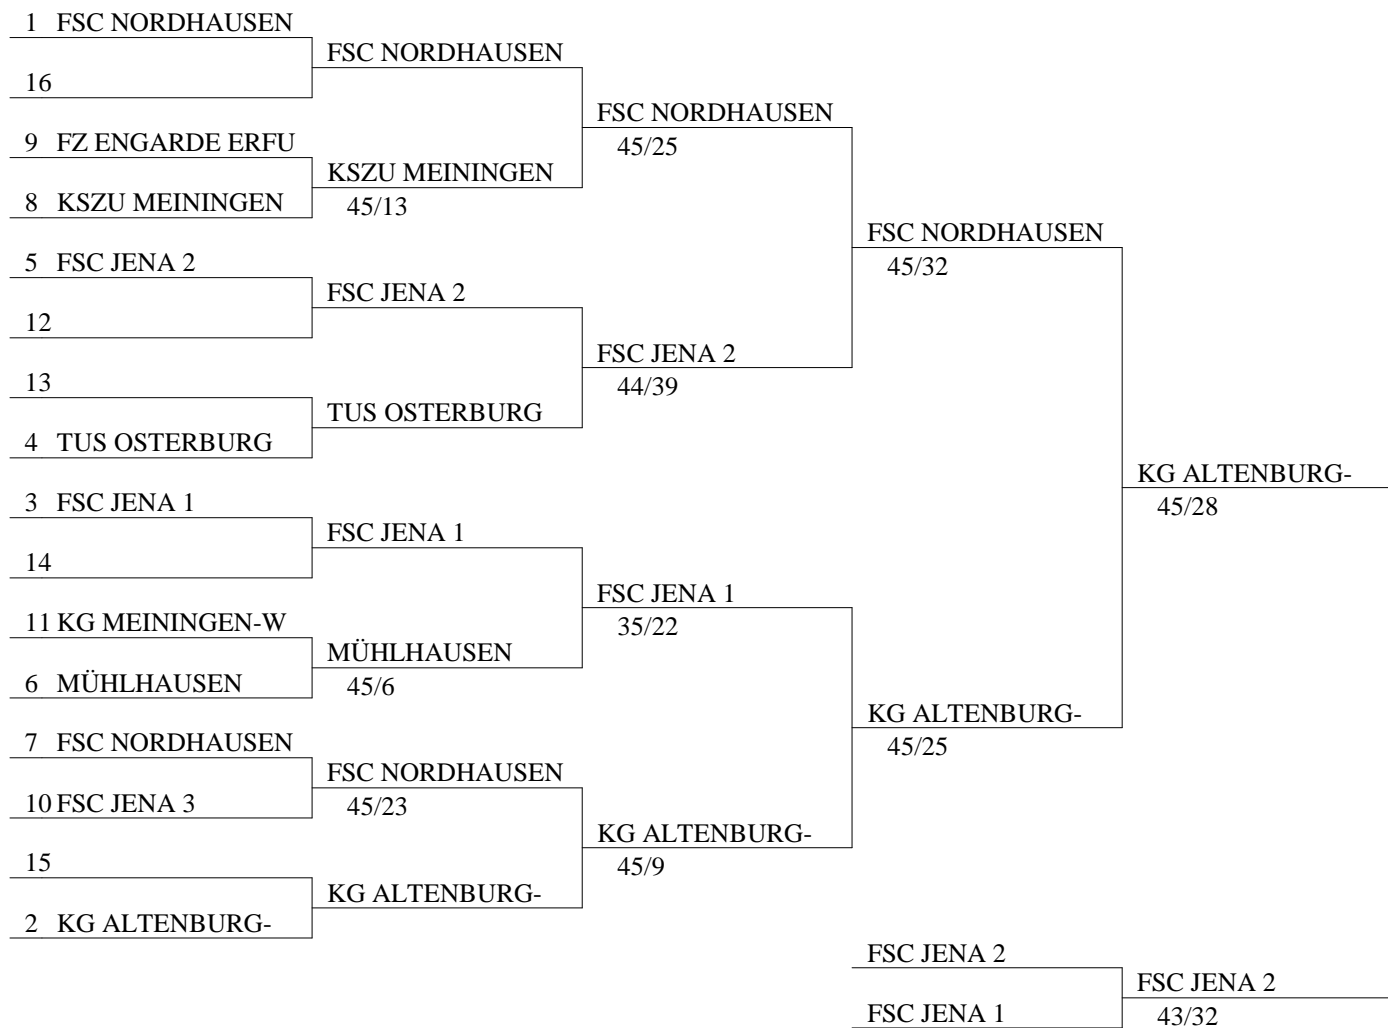 1 FSC NORDHAUSEN
16
9 FZ ENGARDE ERFU
8 KSZU MEININGEN
5 FSC JENA 2
12
13
4 TUS OSTERBURG
3 FSC JENA 1
14
11 KG MEININGEN-W
6 MÜHLHAUSEN
7 FSC NORDHAUSEN
10 FSC JENA 3
15
2 KG ALTENBURG-
FSC NORDHAUSEN
KSZU MEININGEN
45/13
FSC JENA 2
TUS OSTERBURG
FSC JENA 1
MÜHLHAUSEN
45/6
FSC NORDHAUSEN
45/23
KG ALTENBURG-
FSC NORDHAUSEN
45/25
FSC JENA 2
44/39
FSC JENA 1
35/22
KG ALTENBURG-
45/9
FSC NORDHAUSEN
45/32
KG ALTENBURG-
45/25
KG ALTENBURG-
45/28
FSC JENA 2
FSC JENA 1
FSC JENA 2
43/32